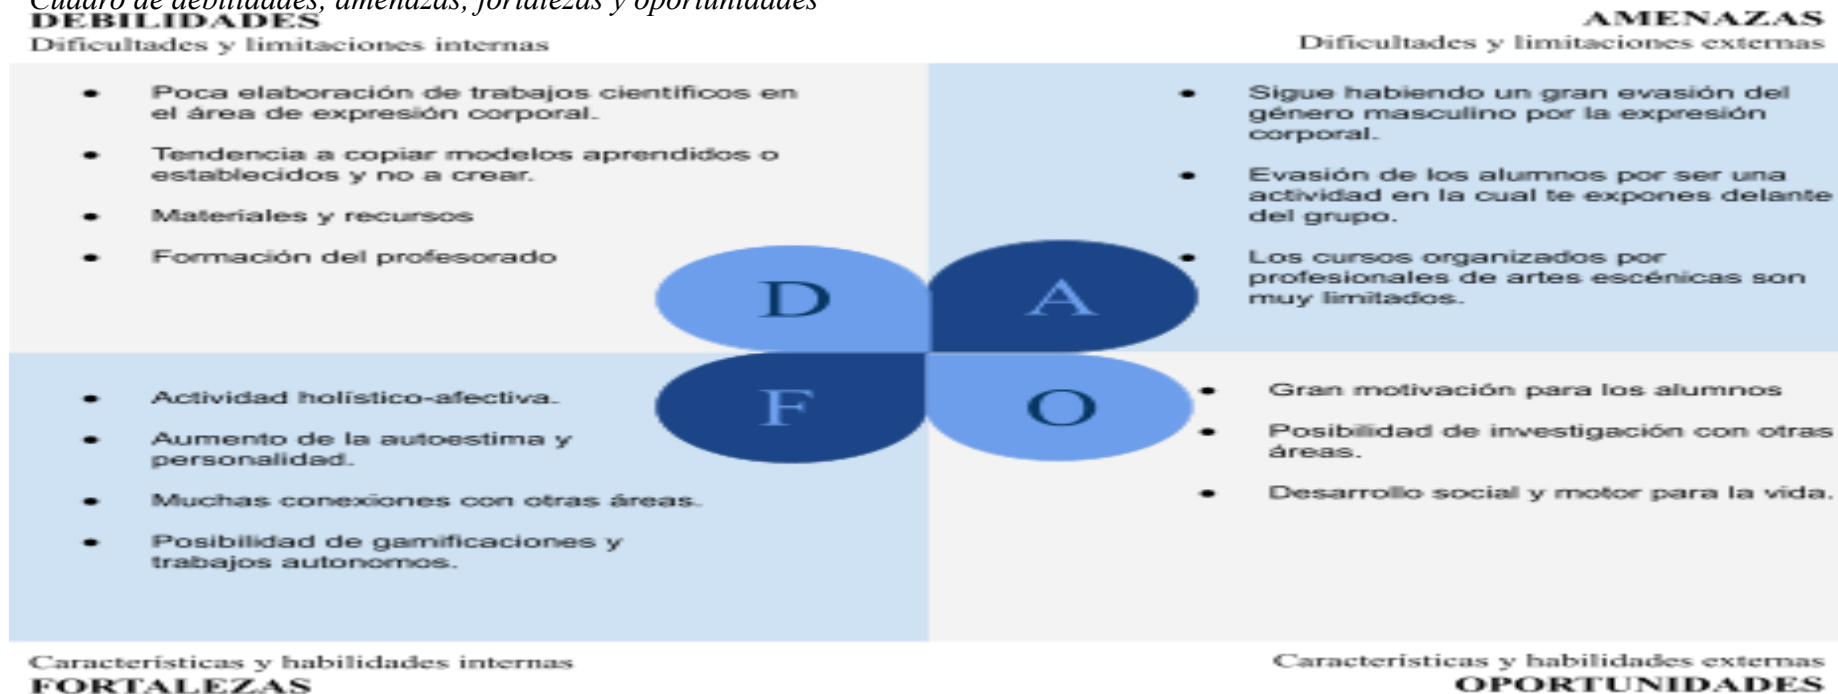 Cuadro de debilidades, amenazas, fortalezas y oportunidades
DEBILIDADES
Dificultades y limitaciones internas
AMENAZAS
Dificultades y limitaciones externas
• Poca elaboración de trabajos científicos en
el área de expresión corporal.
• Tendencia a copiar modelos aprendidos o
establecidos y no a crear.
• Materiales y recursos
• Formación del profesorado
• Sigue habiendo un gran evasión del
género masculino por la expresión
corporal.
• Evasión de los alumnos por ser una
actividad en la cual te expones delante
del grupo.
• Los cursos organizados por
profesionales de artes escénicas son
muy limitados.
D
A
F
O
• Actividad holístico-afectiva.
• Aumento de la autoestima y
personalidad.
• Muchas conexiones con otras áreas.
• Posibilidad de gamificaciones y
trabajos autonomos.
• Gran motivación para los alumnos
• Posibilidad de investigación con otras
áreas.
• Desarrollo social y motor para la vida.
Características y habilidades internas
FORTALEZAS
Características y habilidades externas
OPORTUNIDADES